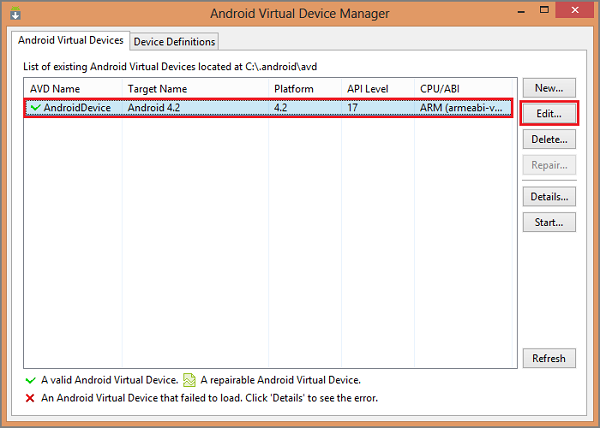 Android Virtual Device Manager
Android Virtual Devices Device Definitions
List of existing Android Virtual Devices located at C:\.android\avd
AVD Name Target Name Platform API Level CPU/ABI
AndroidDevice Android 4.2 4.2 17 ARM (armeabi-v...
New...
Edit...
Delete...
Repair...
Details...
Start...
Refresh
A valid Android Virtual Device. A repairable Android Virtual Device.
An Android Virtual Device that failed to load. Click 'Details' to see the error.